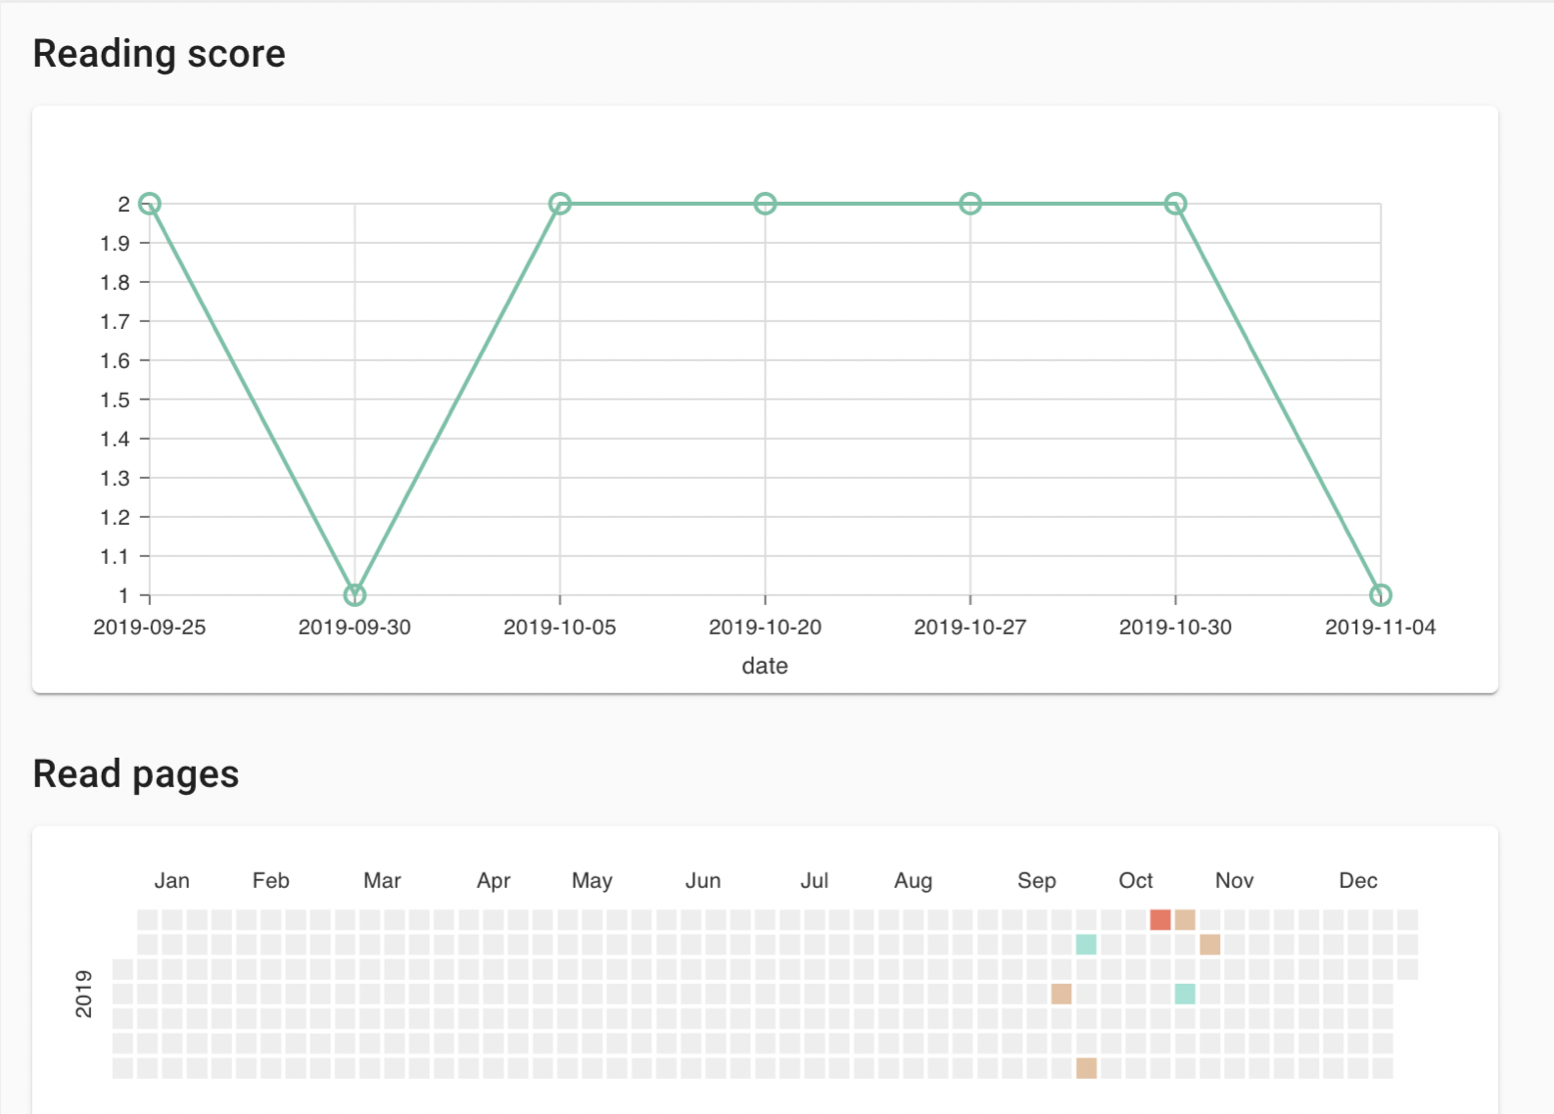 Reading score
2
1.9
1.8
1.7
1.6
1.5
1.4
1.3
1.2
1.1
1
2019-09-25 2019-09-30 2019-10-05 2019-10-20 2019-10-27 2019-10-30 2019-11-04
date
Read pages
Jan Feb Mar Apr May Jun Jul Aug Sep Oct Nov Dec
2019